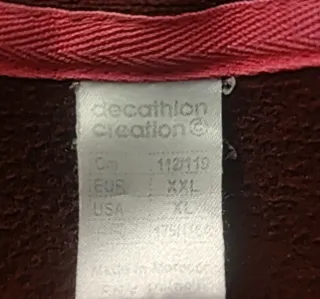 decathlon
creation©
Cm 112/119
EUR XXL
USA XL
Made in Morocco